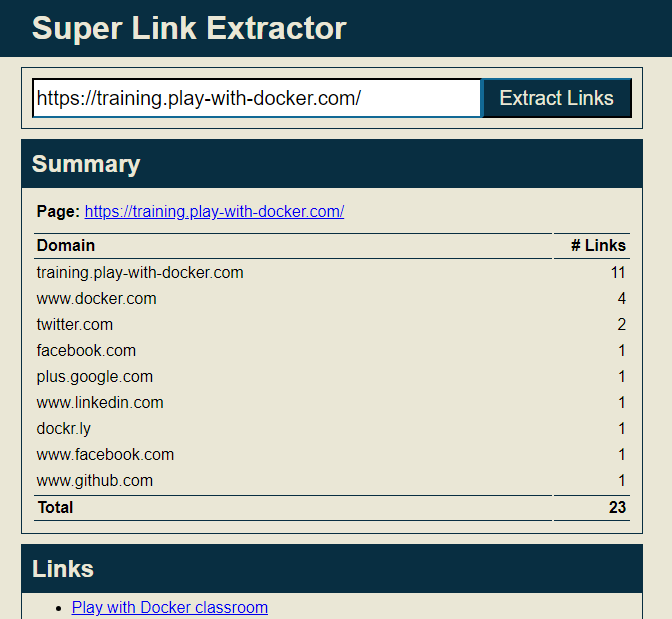 Super Link Extractor
https://training.play-with-docker.com/ Extract Links
Summary
Page: https://training.play-with-docker.com/
Domain # Links
training.play-with-docker.com 11
www.docker.com 4
twitter.com 2
facebook.com 1
plus.google.com 1
www.linkedin.com 1
dockr.ly 1
www.facebook.com 1
www.github.com 1
Total 23
Links
• Play with Docker classroom